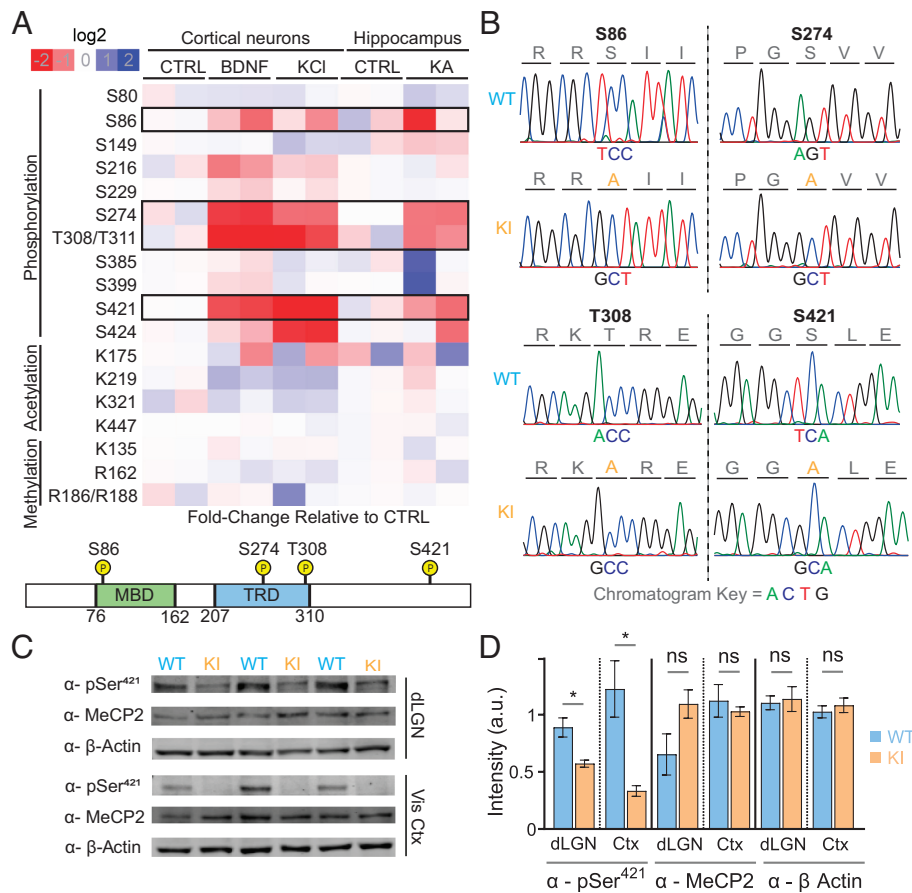 A
log2
-2 -1 0 1 2
Cortical neurons Hippocampus
CTRL BDNF KCl CTRL KA
Phosphorylation
S80
S86
S149
S216
S229
S274
T308/T311
S385
S399
S421
S424
Acetylation
K175
K219
K321
K447
Methylation
K135
R162
R186/R188
Fold-Change Relative to CTRL
S86 S274 T308 S421
P P P P
MBD TRD
76 162 207 310
B
S86 S274
R R S I I P G S V V
WT
TCC AGT
R R A I I P G A V V
KI
GCT GCT
T308 S421
R K T R E G G S L E
WT
ACC TCA
R K A R E G G A L E
KI
GCC GCA
Chromatogram Key = A C T G
C
WT KI WT KI WT KI
α- pSer⁴²¹
α- MeCP2
α- β-Actin
dLGN
α- pSer⁴²¹
α- MeCP2
α- β-Actin
Vis Ctx
D
Intensity (a.u.)
1
0.5
0
* * ns ns ns ns
WT
KI
dLGN Ctx dLGN Ctx dLGN Ctx
α - pSer⁴²¹ α - MeCP2 α - β Actin